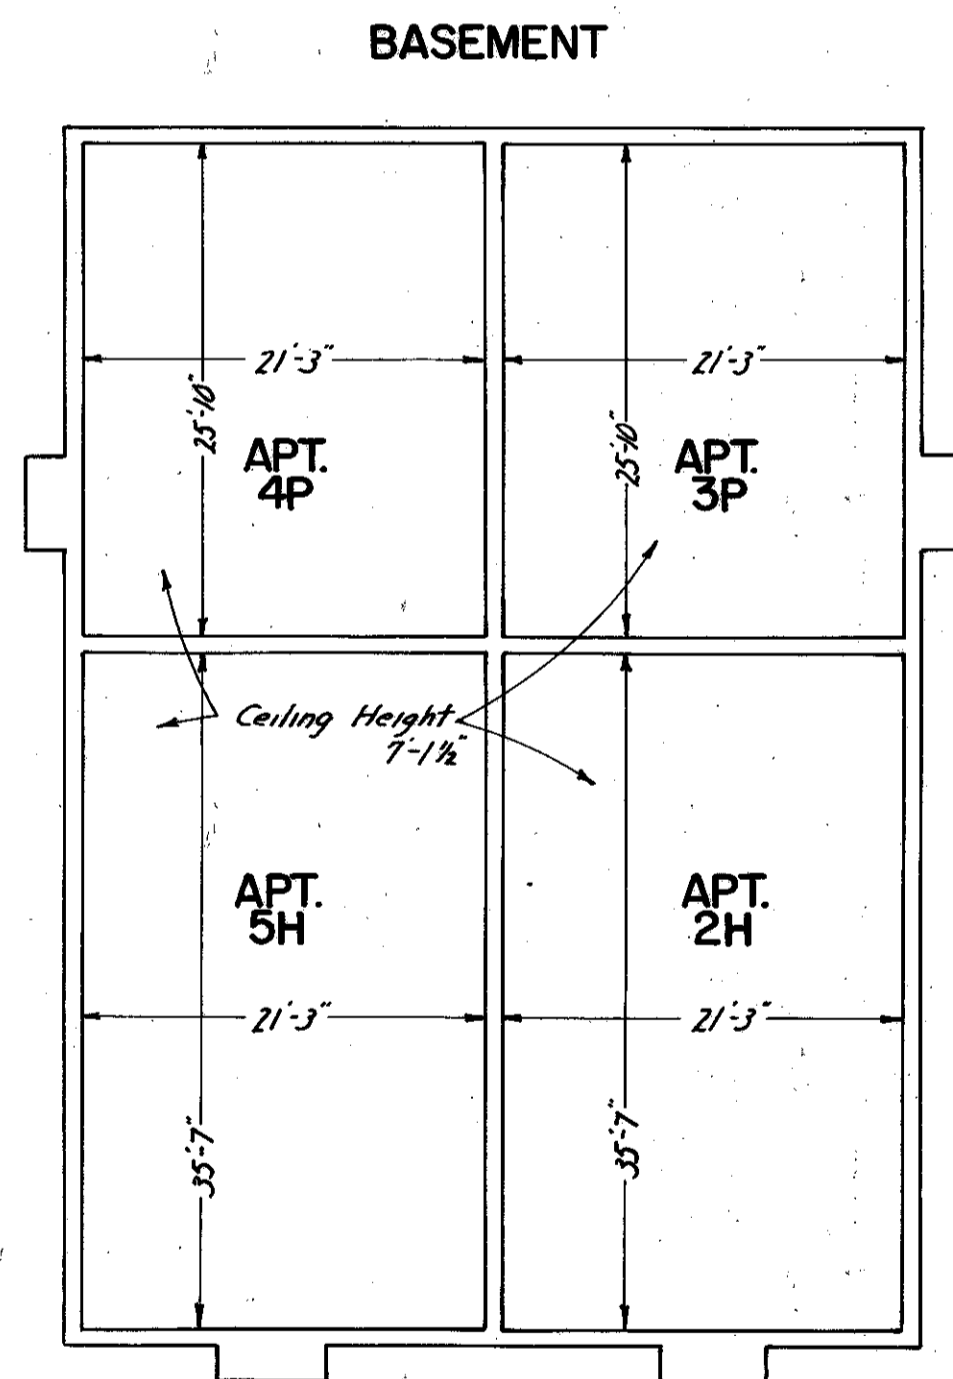 BASEMENT
21'-3"
25'-10"
APT.
4P
21'-3"
25'-10"
APT.
3P
Ceiling Height
7'-1½"
APT.
5H
21'-3"
35'-7"
APT.
2H
21'-3"
35'-7"